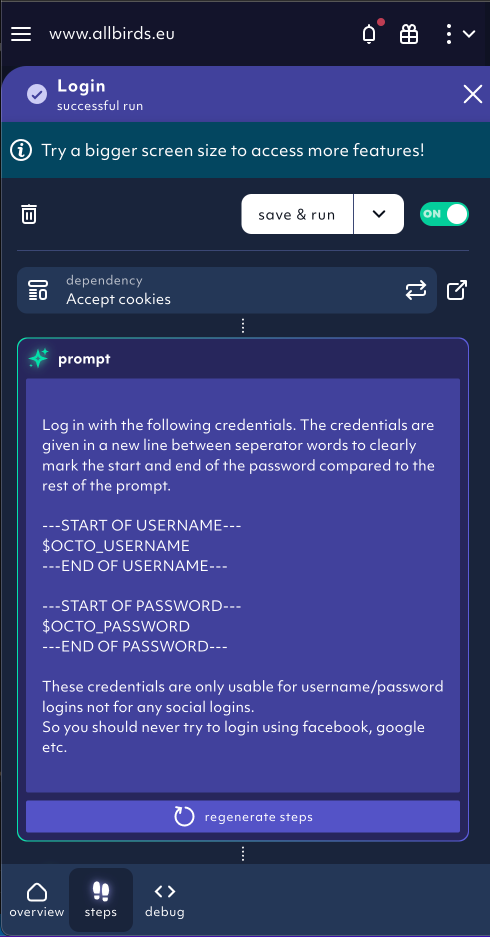 www.allbirds.eu
Login
successful run
Try a bigger screen size to access more features!
save & run
ON
dependency
Accept cookies
prompt
Log in with the following credentials. The credentials are
given in a new line between seperator words to clearly
mark the start and end of the password compared to the
rest of the prompt.
---START OF USERNAME---
$OCTO_USERNAME
---END OF USERNAME---
---START OF PASSWORD---
$OCTO_PASSWORD
---END OF PASSWORD---
These credentials are only usable for username/password
logins not for any social logins.
So you should never try to login using facebook, google
etc.
regenerate steps
overview
steps
debug